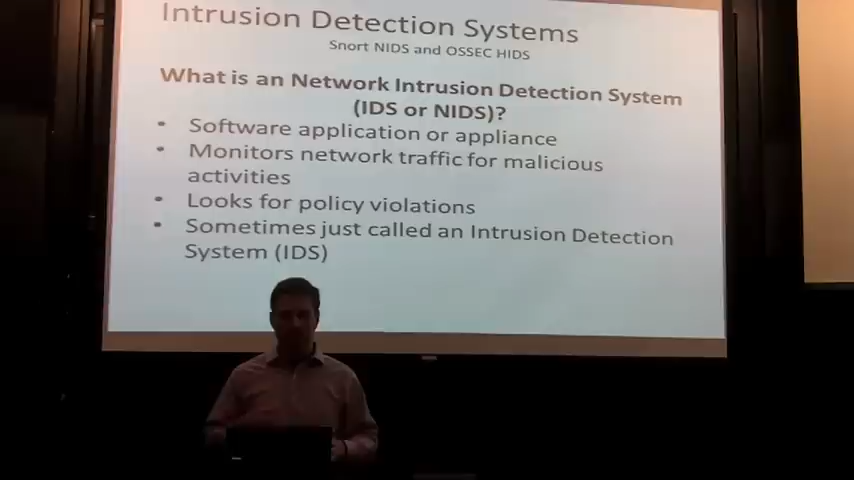 Intrusion Detection Systems
Snort NIDS and OSSEC HIDS
What is an Network Intrusion Detection System
(IDS or NIDS)?
• Software application or appliance
• Monitors network traffic for malicious
activities
• Looks for policy violations
• Sometimes just called an Intrusion Detection
System (IDS)